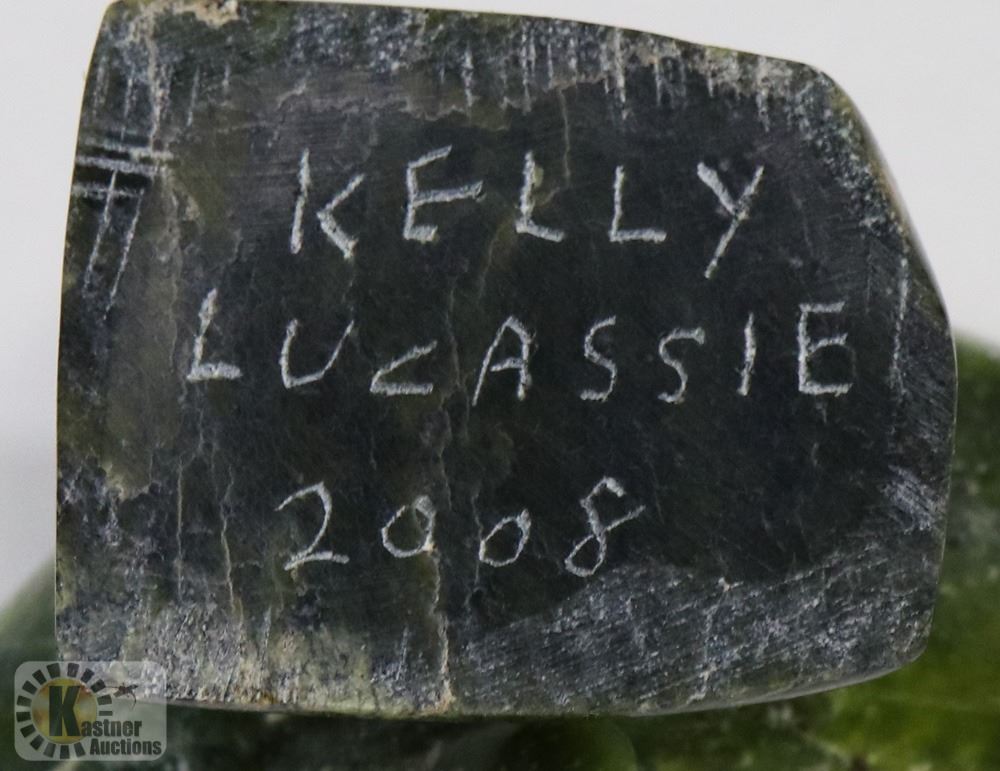 KELLY
LUCASSIE
2008
Kastner
Auctions